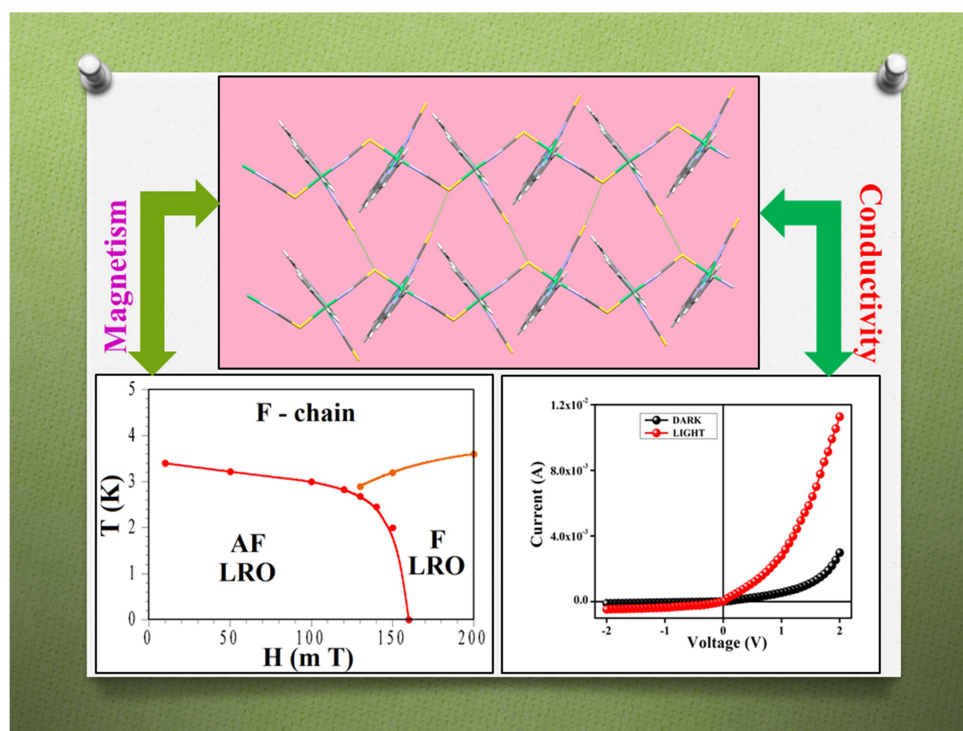 Magnetism
Conductivity
5
4
3
2
1
0
T (K)
F - chain
AF
LRO
F
LRO
0 50 100 150 200
H (m T)
1.2x10⁻²
8.0x10⁻³
4.0x10⁻³
0.0
Current (A)
DARK
LIGHT
-2 -1 0 1 2
Voltage (V)